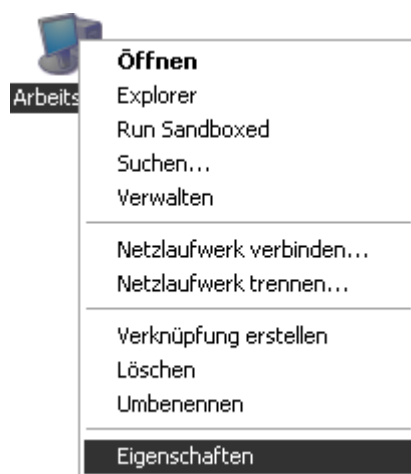 Öffnen
Arbeits
Explorer
Run Sandboxed
Suchen...
Verwalten
Netzlaufwerk verbinden...
Netzlaufwerk trennen...
Verknüpfung erstellen
Löschen
Umbenennen
Eigenschaften